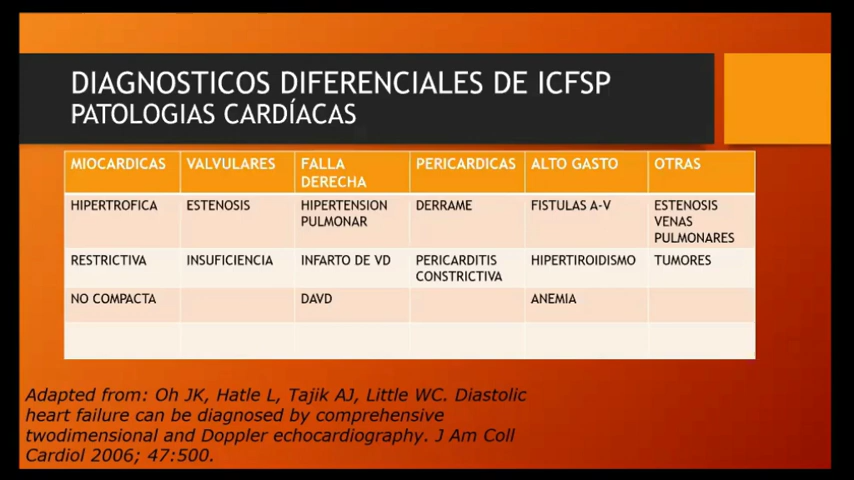 DIAGNOSTICOS DIFERENCIALES DE ICFSP
PATOLOGIAS CARDÍACAS
MIOCARDICAS VALVULARES FALLA DERECHA PERICARDICAS ALTO GASTO OTRAS
HIPERTROFICA ESTENOSIS HIPERTENSION PULMONAR DERRAME FISTULAS A-V ESTENOSIS VENAS PULMONARES
RESTRICTIVA INSUFICIENCIA INFARTO DE VD PERICARDITIS CONSTRICTIVA HIPERTIROIDISMO TUMORES
NO COMPACTA DAVD ANEMIA
Adapted from: Oh JK, Hatle L, Tajik AJ, Little WC. Diastolic
heart failure can be diagnosed by comprehensive
twodimensional and Doppler echocardiography. J Am Coll
Cardiol 2006; 47:500.